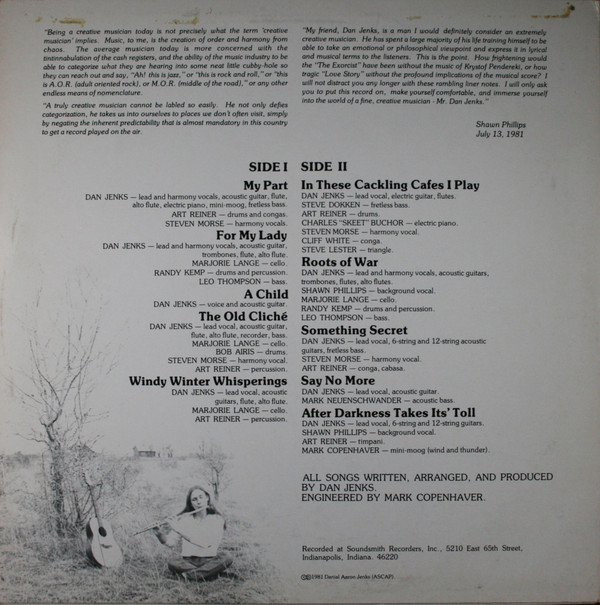 "Being a creative musician today is not precisely what the term 'creative
musician' implies. Music, to me, is the creation of order and harmony from
chaos. The average musician today is more concerned with the
tintinnabulation of the cash registers, and the ability of the music industry to be
able to categorize what they are hearing into some neat little cubby-hole so
they can reach out and say, "Ah! this is jazz," or "this is rock and roll," or "this
is A.O.R. (adult oriented rock), or M.O.R. (middle of the road)," or any other
endless means of nomenclature.
"A truly creative musician cannot be labled so easily. He not only defies
categorization, he takes us into ourselves to places we don't often visit, simply
by negating the inherent predictability that is almost mandatory in this country
to get a record played on the air.
"My friend, Dan Jenks, is a man I would definitely consider an extremely
creative musician. He has spent a large majority of his life training himself to be
able to take an emotional or philosophical viewpoint and express it in lyrical
and musical terms to the listeners. This is the point. How frightening would
the "The Exorcist" have been without the music of Krystof Pendereki, or how
tragic "Love Story" without the profound implications of the musical score? I
will not distract you any longer with these rambling liner notes. I will only ask
you to put this record on, make yourself comfortable, and immerse yourself
into the world of a fine, creative musician - Mr. Dan Jenks."
Shawn Phillips
July 13, 1981
SIDE I
My Part
DAN JENKS — lead and harmony vocals, acoustic guitar, flute,
alto flute, electric piano, mini-moog, fretless bass.
ART REINER — drums and congas.
STEVEN MORSE — harmony vocals.
For My Lady
DAN JENKS — lead and harmony vocals, acoustic guitar,
trombones, flute, alto flute.
MARJORIE LANGE — cello.
RANDY KEMP — drums and percussion.
LEO THOMPSON — bass.
A Child
DAN JENKS — voice and acoustic guitar.
The Old Cliché
DAN JENKS — lead vocal, acoustic guitar,
flute, alto flute, recorder, bass.
MARJORIE LANGE — cello.
BOB AIRIS — drums.
STEVEN MORSE — harmony vocal.
ART REINER — percussion.
Windy Winter Whisperings
DAN JENKS — lead vocal, acoustic
guitars, flute, alto flute.
MARJORIE LANGE — cello.
ART REINER — percussion.
SIDE II
In These Cackling Cafes I Play
DAN JENKS — lead vocal, electric guitar, flutes.
STEVE DOKKEN — fretless bass.
ART REINER — drums.
CHARLES "SKEET" BUCHOR — electric piano.
STEVEN MORSE — harmony vocal.
CLIFF WHITE — conga.
STEVE LESTER — triangle.
Roots of War
DAN JENKS — lead and harmony vocals, acoustic guitars,
trombones, flutes, alto flutes.
SHAWN PHILLIPS — background vocal.
MARJORIE LANGE — cello.
RANDY KEMP — drums and percussion.
LEO THOMPSON — bass.
Something Secret
DAN JENKS — lead vocal, 6-string and 12-string acoustic
guitars, fretless bass.
STEVEN MORSE — harmony vocal.
ART REINER — conga, cabasa.
Say No More
DAN JENKS — lead vocal, acoustic guitar.
MARK NEUENSCHWANDER — acoustic bass.
After Darkness Takes Its' Toll
DAN JENKS — lead vocal, 6-string and 12-string guitars.
SHAWN PHILLIPS — background vocal.
ART REINER — timpani.
MARK COPENHAVER — mini-moog (wind and thunder).
ALL SONGS WRITTEN, ARRANGED, AND PRODUCED
BY DAN JENKS.
ENGINEERED BY MARK COPENHAVER.
Recorded at Soundsmith Recorders, Inc., 5210 East 65th Street,
Indianapolis, Indiana. 46220
©℗1981 Danial Aaron Jenks (ASCAP)